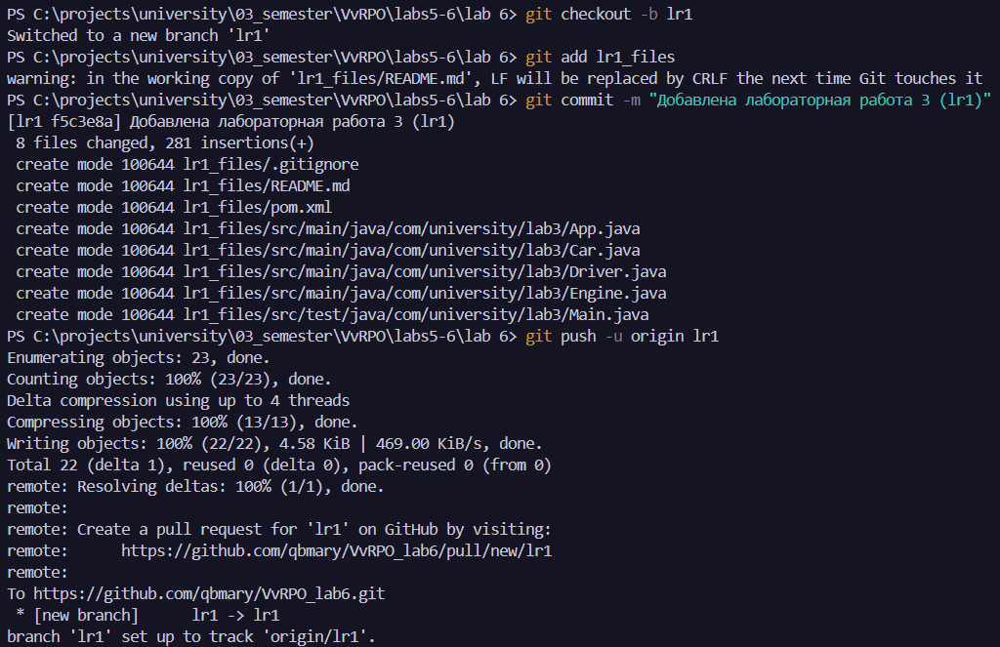 PS C:\projects\university\03_semester\VvRPO\labs5-6\lab 6> git checkout -b lr1
Switched to a new branch 'lr1'
PS C:\projects\university\03_semester\VvRPO\labs5-6\lab 6> git add lr1_files
warning: in the working copy of 'lr1_files/README.md', LF will be replaced by CRLF the next time Git touches it
PS C:\projects\university\03_semester\VvRPO\labs5-6\lab 6> git commit -m "Добавлена лабораторная работа 3 (lr1)"
[lr1 f5c3e8a] Добавлена лабораторная работа 3 (lr1)
 8 files changed, 281 insertions(+)
 create mode 100644 lr1_files/.gitignore
 create mode 100644 lr1_files/README.md
 create mode 100644 lr1_files/pom.xml
 create mode 100644 lr1_files/src/main/java/com/university/lab3/App.java
 create mode 100644 lr1_files/src/main/java/com/university/lab3/Car.java
 create mode 100644 lr1_files/src/main/java/com/university/lab3/Driver.java
 create mode 100644 lr1_files/src/main/java/com/university/lab3/Engine.java
 create mode 100644 lr1_files/src/test/java/com/university/lab3/Main.java
PS C:\projects\university\03_semester\VvRPO\labs5-6\lab 6> git push -u origin lr1
Enumerating objects: 23, done.
Counting objects: 100% (23/23), done.
Delta compression using up to 4 threads
Compressing objects: 100% (13/13), done.
Writing objects: 100% (22/22), 4.58 KiB | 469.00 KiB/s, done.
Total 22 (delta 1), reused 0 (delta 0), pack-reused 0 (from 0)
remote: Resolving deltas: 100% (1/1), done.
remote:
remote: Create a pull request for 'lr1' on GitHub by visiting:
remote:      https://github.com/qbmary/VvRPO_lab6/pull/new/lr1
remote:
To https://github.com/qbmary/VvRPO_lab6.git
 * [new branch]      lr1 -> lr1
branch 'lr1' set up to track 'origin/lr1'.